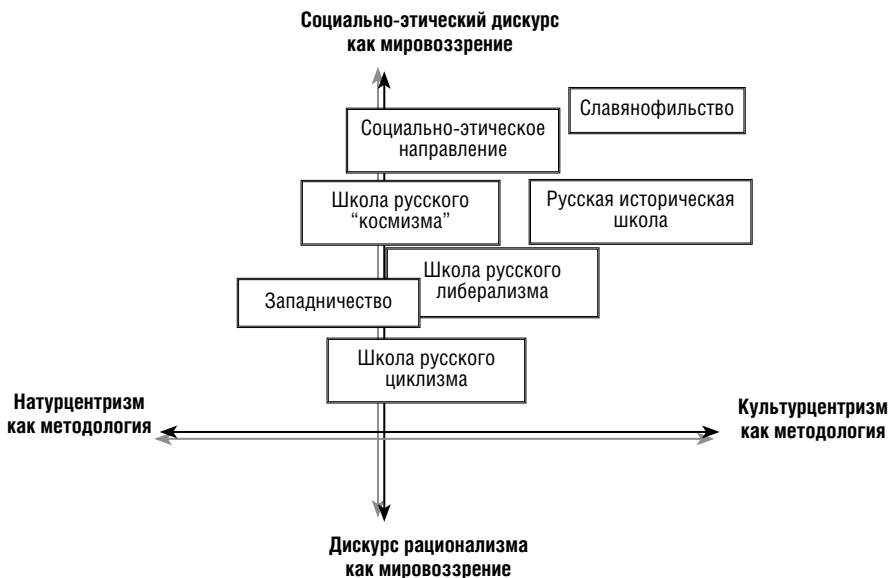 Социально-этический дискурс
как мировоззрение
Славянофильство
Социально-этическое
направление
Школа русского
“космизма”
Русская историческая
школа
Школа русского
либерализма
Западничество
Школа русского
циклизма
Натурцентризм
как методология
Культурцентризм
как методология
Дискурс рационализма
как мировоззрение